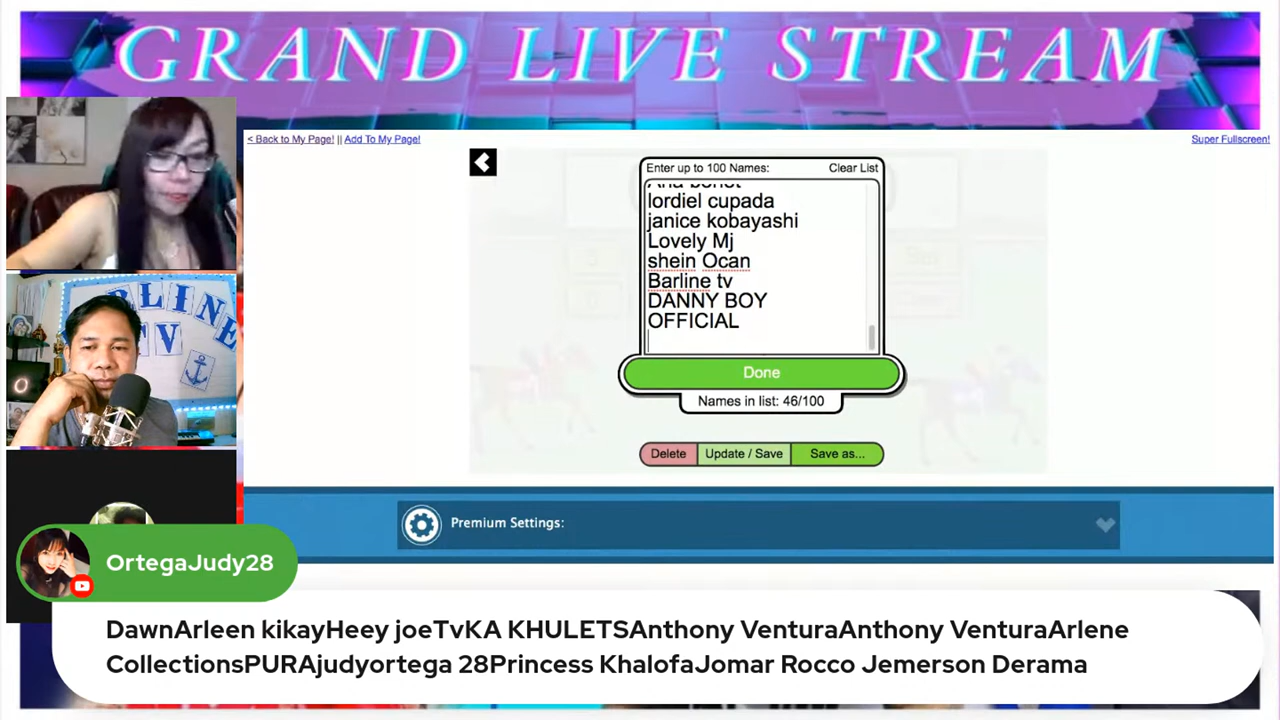 GRAND LIVE STREAM
< Back to My Page! || Add To My Page!
Super Fullscreen!
Enter up to 100 Names:
Clear List
lordiel cupada
janice kobayashi
Lovely Mj
shein Ocan
Barline tv
DANNY BOY
OFFICIAL
Done
Names in list: 46/100
Delete
Update / Save
Save as...
Premium Settings:
OrtegaJudy28
DawnArleen kikayHeey joeTvKA KHULETSAnthony VenturaAnthony VenturaArlene
CollectionsPURAjudyortega 28Princess KhalofaJomar Rocco Jemerson Derama